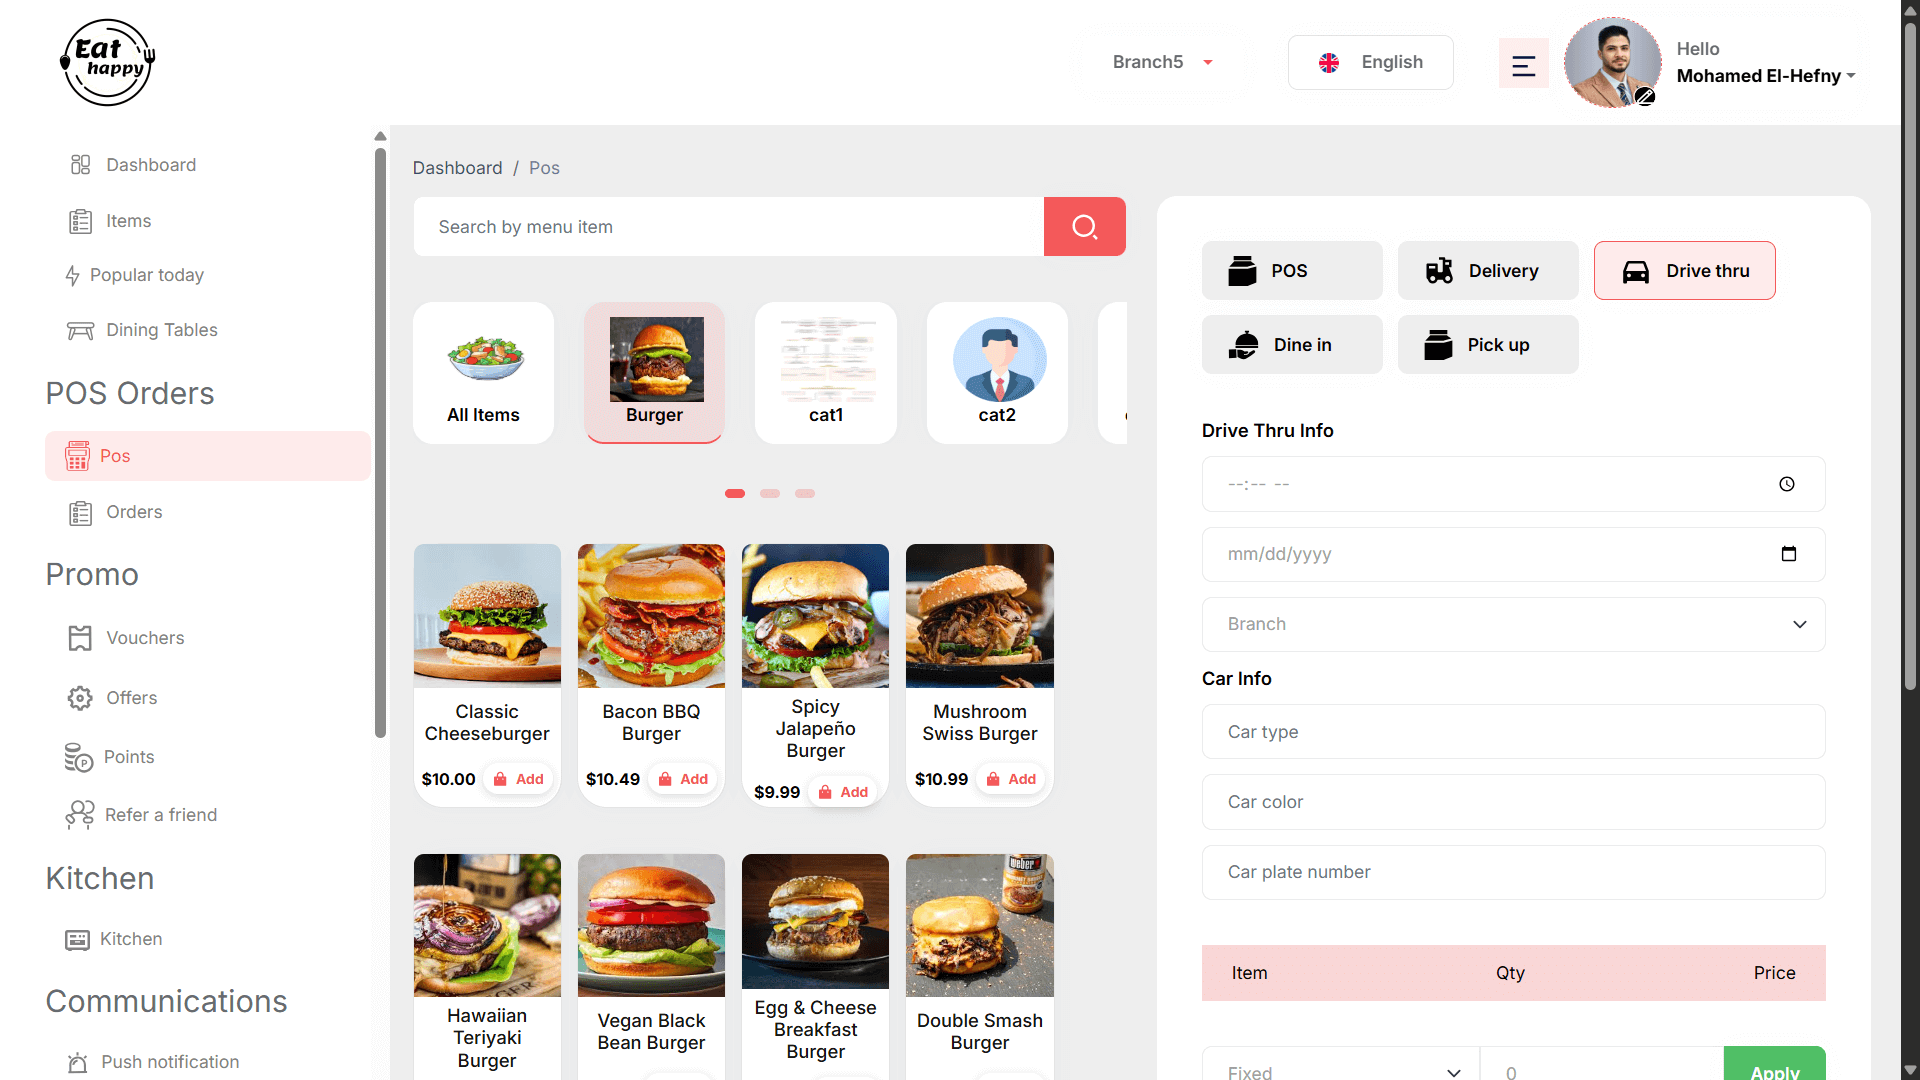 Eat
happy
Branch5
English
Hello
Mohamed El-Hefny
Dashboard
Items
Popular today
Dining Tables
POS Orders
Pos
Orders
Promo
Vouchers
Offers
Points
Refer a friend
Kitchen
Kitchen
Communications
Push notification
Dashboard / Pos
Search by menu item
All Items
Burger
cat1
cat2
Classic
Cheeseburger
$10.00 Add
Bacon BBQ
Burger
$10.49 Add
Spicy
Jalapeño
Burger
$9.99 Add
Mushroom
Swiss Burger
$10.99 Add
Hawaiian
Teriyaki
Burger
Vegan Black
Bean Burger
Egg & Cheese
Breakfast
Burger
weber
Double Smash
Burger
POS
Delivery
Drive thru
Dine in
Pick up
Drive Thru Info
--:-- --
mm/dd/yyyy
Branch
Car Info
Car type
Car color
Car plate number
Item Qty Price
Fixed 0 Apply